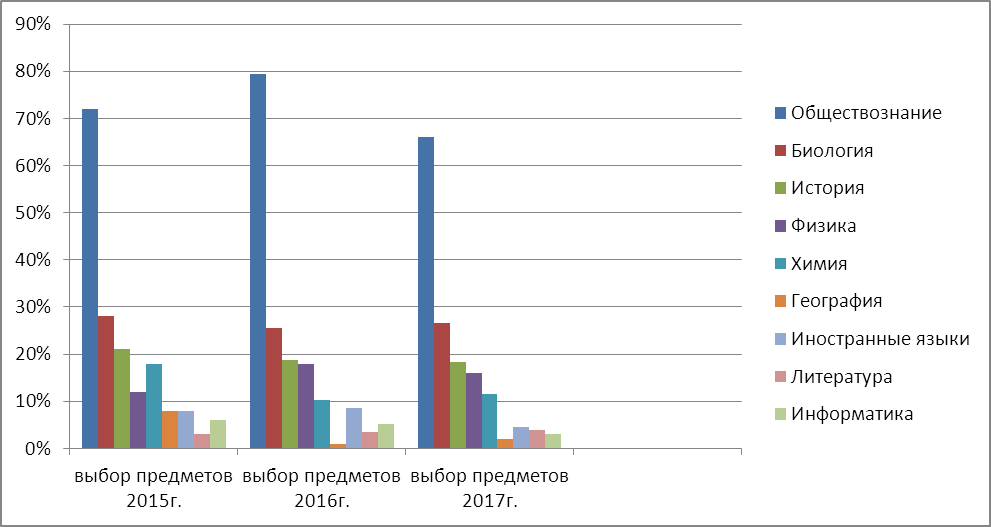 90%
80%
70%
60%
50%
40%
30%
20%
10%
0%
выбор предметов
2015г.
выбор предметов
2016г.
выбор предметов
2017г.
Обществознание
Биология
История
Физика
Химия
География
Иностранные языки
Литература
Информатика